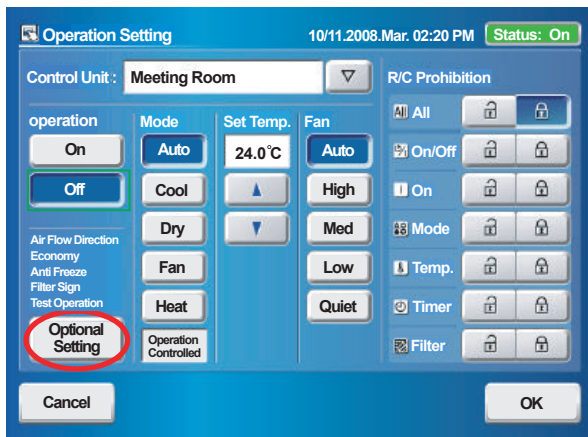 Operation Setting
10/11.2008.Mar. 02:20 PM
Status: On
Control Unit :
Meeting Room
R/C Prohibition
operation
On
Off
Air Flow Direction
Economy
Anti Freeze
Filter Sign
Test Operation
Optional
Setting
Mode
Auto
Cool
Dry
Fan
Heat
Operation
Controlled
Set Temp.
24.0°C
Fan
Auto
High
Med
Low
Quiet
All All
On/Off
On
Mode
Temp.
Timer
Filter
Cancel
OK